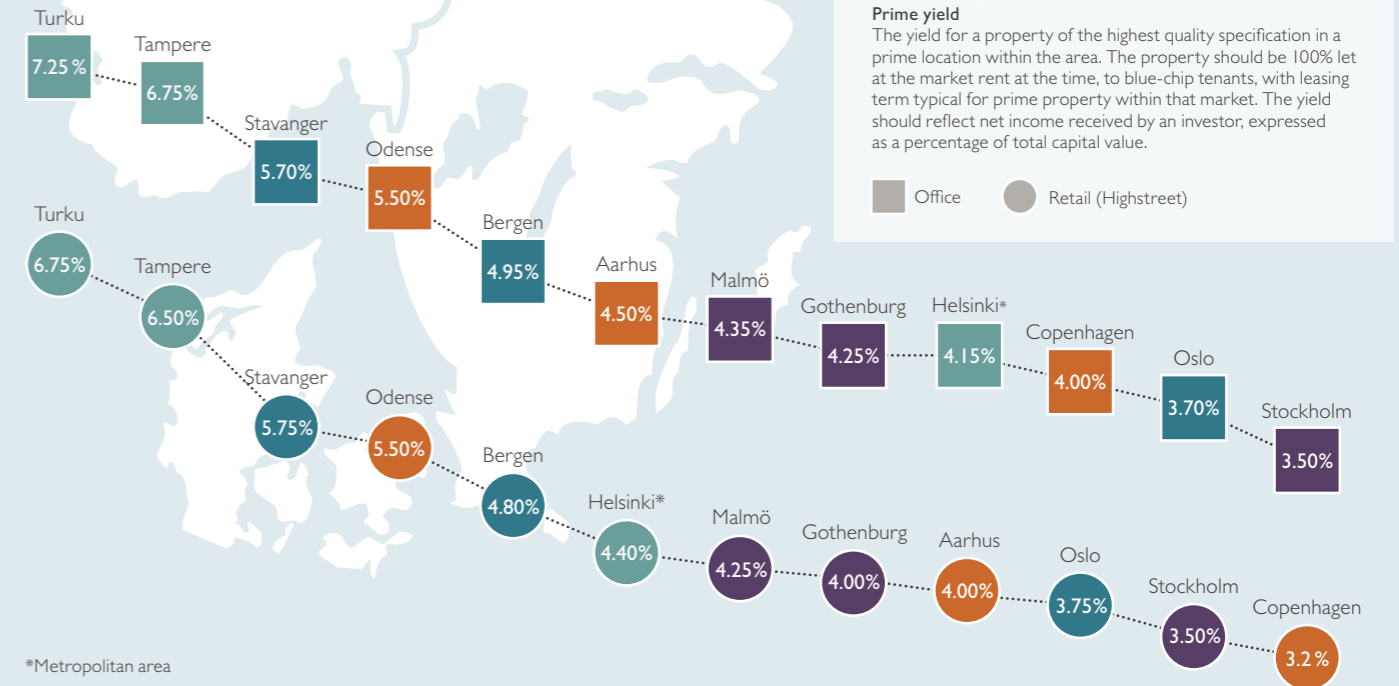 Turku
7.25 %
Tampere
6.75%
Stavanger
5.70%
Odense
5.50%
Bergen
4.95%
Aarhus
4.50%
Malmö
4.35%
Gothenburg
4.25%
Helsinki*
4.15%
Copenhagen
4.00%
Oslo
3.70%
Stockholm
3.50%
Prime yield
The yield for a property of the highest quality specification in a
prime location within the area. The property should be 100% let
at the market rent at the time, to blue-chip tenants, with leasing
term typical for prime property within that market. The yield
should reflect net income received by an investor, expressed
as a percentage of total capital value.
Office
Retail (Highstreet)
Turku
6.75%
Tampere
6.50%
Stavanger
5.75%
Odense
5.50%
Bergen
4.80%
Helsinki*
4.40%
Malmö
4.25%
Gothenburg
4.00%
Aarhus
4.00%
Oslo
3.75%
Stockholm
3.50%
Copenhagen
3.2 %
*Metropolitan area